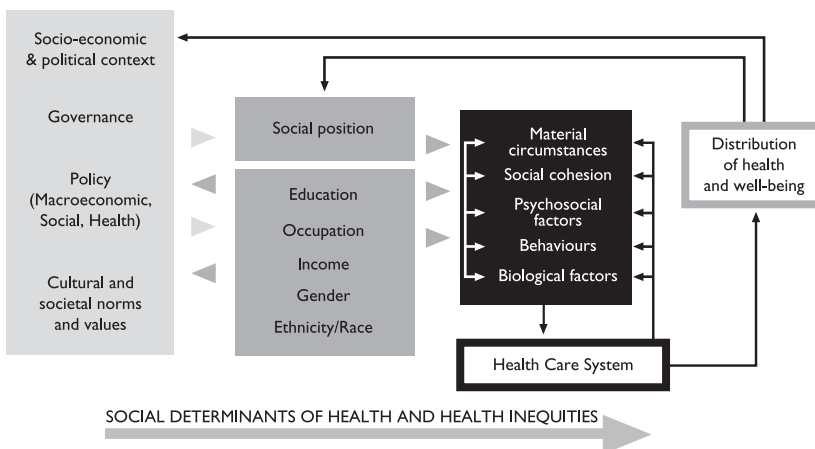 Socio-economic
& political context
Governance
Policy
(Macroeconomic,
Social, Health)
Cultural and
societal norms
and values
Social position
Education
Occupation
Income
Gender
Ethnicity/Race
Material
circumstances
Social cohesion
Psychosocial
factors
Behaviours
Biological factors
Health Care System
Distribution
of health
and well-being
SOCIAL DETERMINANTS OF HEALTH AND HEALTH INEQUITIES